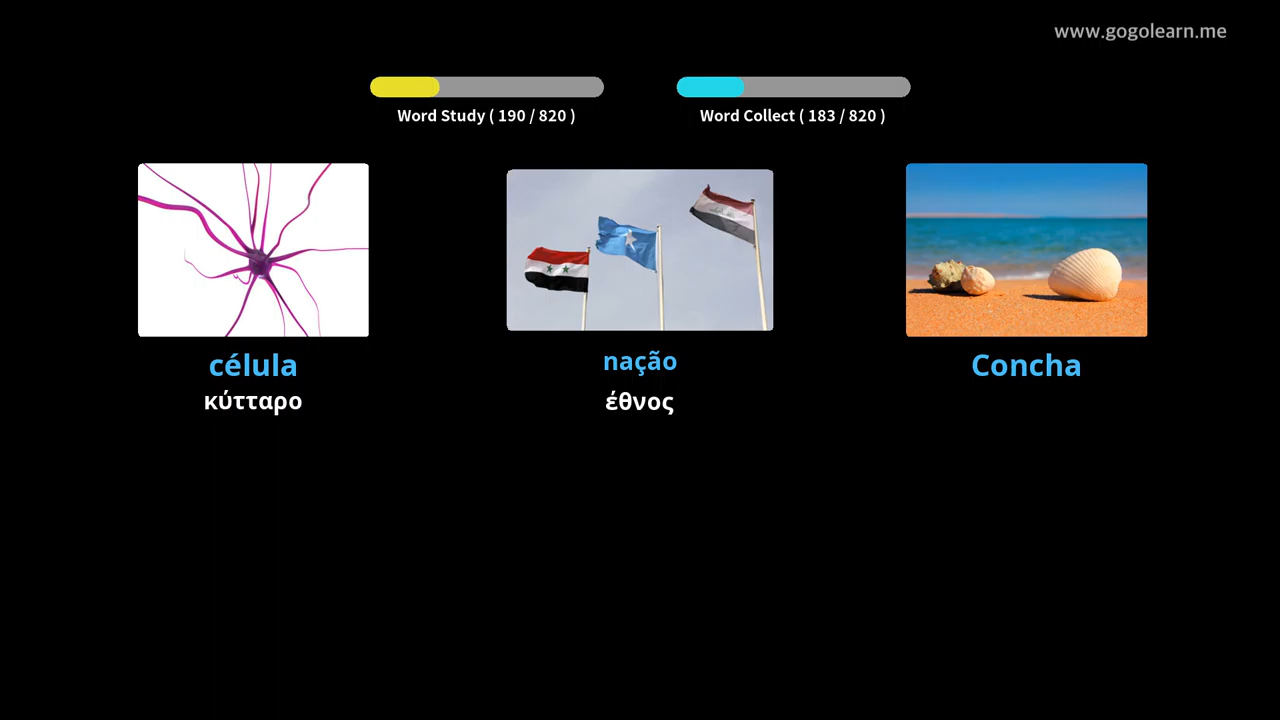 www.gogolearn.me
Word Study ( 190 / 820 )
Word Collect ( 183 / 820 )
célula
κύτταρο
nação
έθνος
Concha